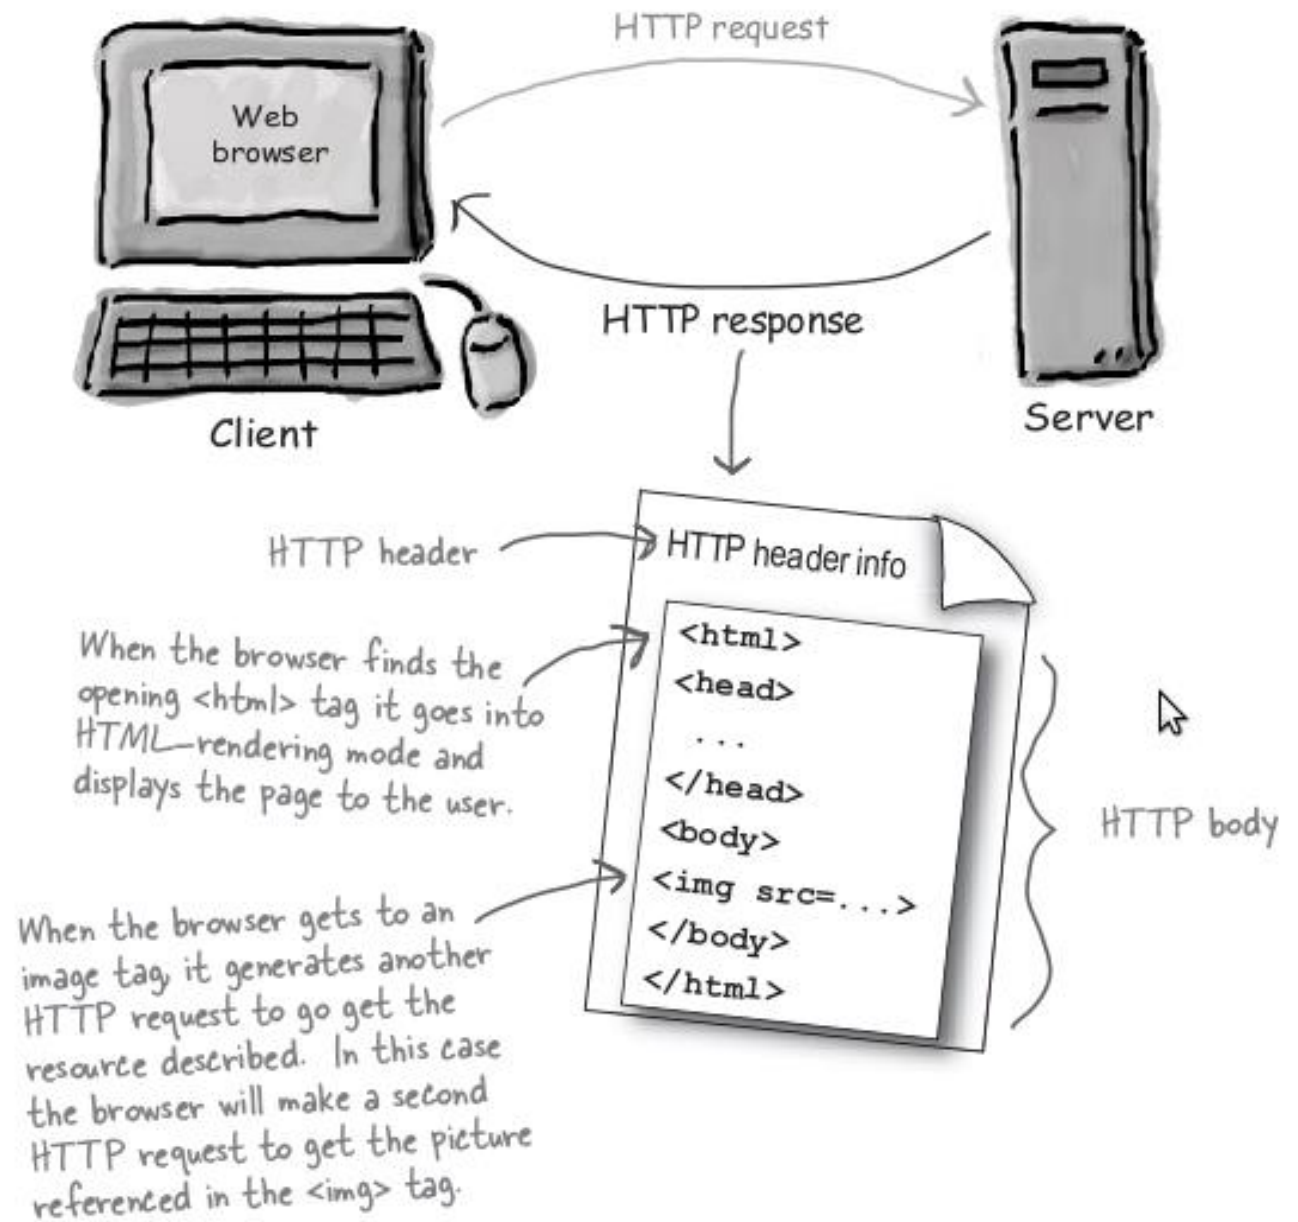 HTTP request
Web
browser
HTTP response
Client
Server
HTTP header
HTTP header info
When the browser finds the
opening <html> tag it goes into
HTML-rendering mode and
displays the page to the user.
<html>
<head>
...
</head>
<body>
<img src=...>
</body>
</html>
HTTP body
When the browser gets to an
image tag, it generates another
HTTP request to go get the
resource described. In this case
the browser will make a second
HTTP request to get the picture
referenced in the <img> tag.